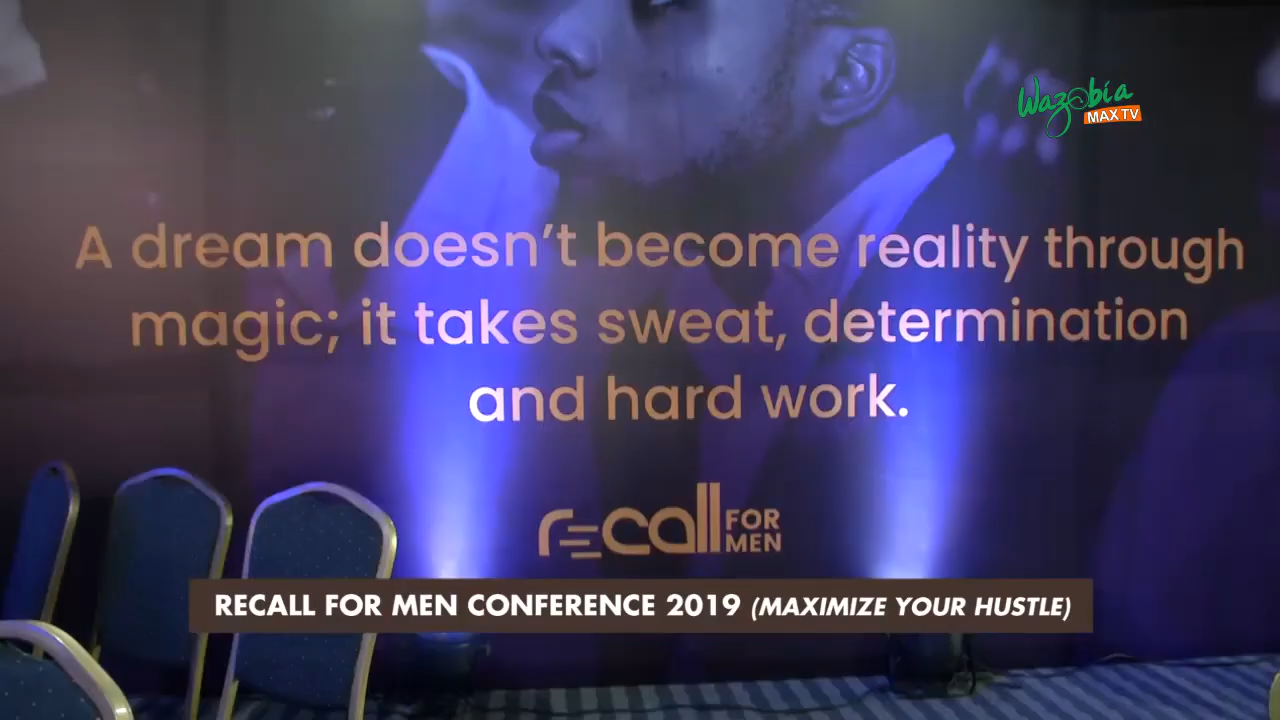 Wazobia
MAX TV
A dream doesn't become reality through
magic; it takes sweat, determination
and hard work.
recall FOR
MEN
RECALL FOR MEN CONFERENCE 2019 (MAXIMIZE YOUR HUSTLE)